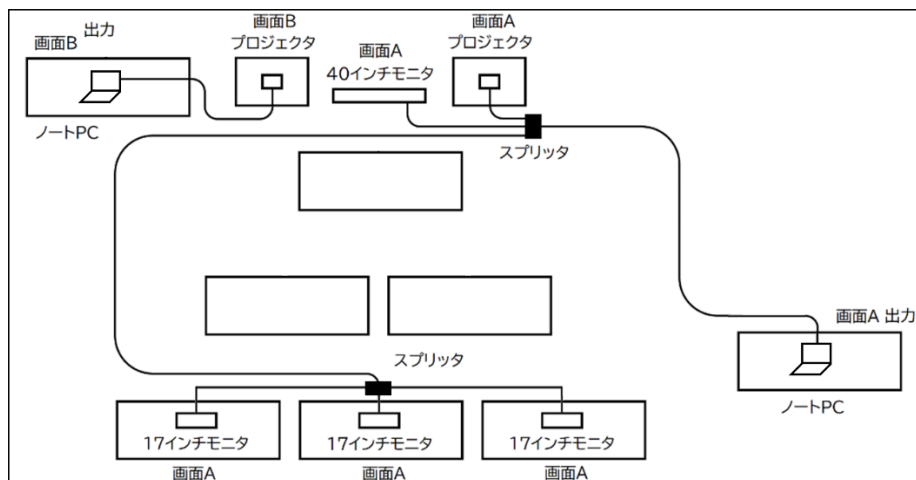 出力
画面B
ノートPC
画面B
プロジェクタ
画面A
40インチモニタ
画面A
プロジェクタ
スプリッタ
画面A 出力
ノートPC
スプリッタ
17インチモニタ
画面A
17インチモニタ
画面A
17インチモニタ
画面A